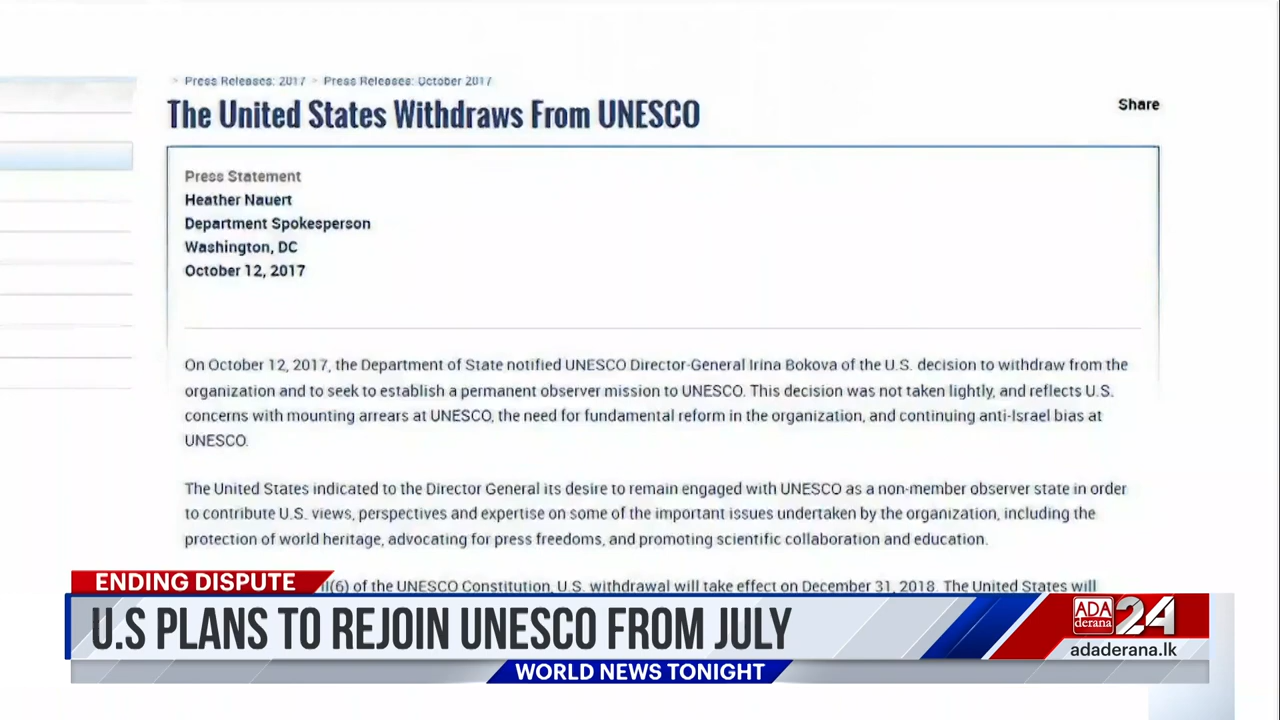 > Press Releases: 2017 > Press Releases: October 2017
The United States Withdraws From UNESCO
Share
Press Statement
Heather Nauert
Department Spokesperson
Washington, DC
October 12, 2017
On October 12, 2017, the Department of State notified UNESCO Director-General Irina Bokova of the U.S. decision to withdraw from the
organization and to seek to establish a permanent observer mission to UNESCO. This decision was not taken lightly, and reflects U.S.
concerns with mounting arrears at UNESCO, the need for fundamental reform in the organization, and continuing anti-Israel bias at
UNESCO.
The United States indicated to the Director General its desire to remain engaged with UNESCO as a non-member observer state in order
to contribute U.S. views, perspectives and expertise on some of the important issues undertaken by the organization, including the
protection of world heritage, advocating for press freedoms, and promoting scientific collaboration and education.
of the UNESCO Constitution, U.S. withdrawal will take effect on December 31, 2018. The United States will
ENDING DISPUTE
U.S PLANS TO REJOIN UNESCO FROM JULY
ADA
derana
24
adaderana.lk
WORLD NEWS TONIGHT